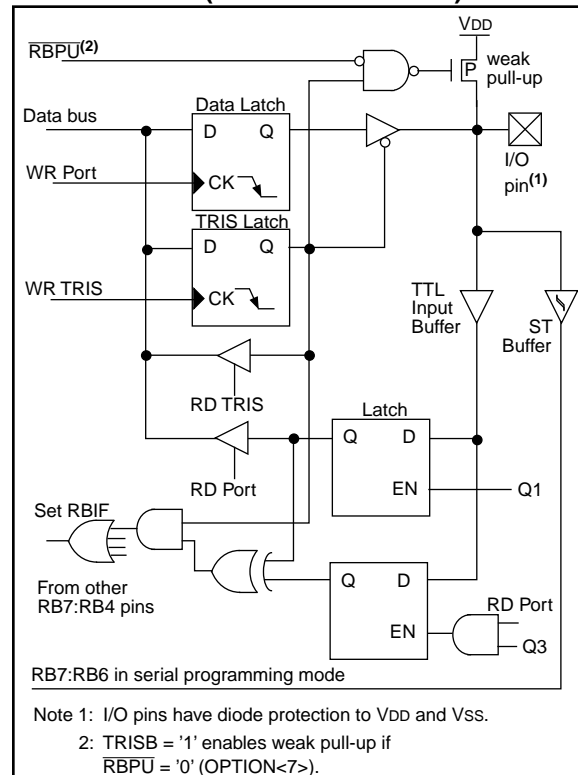 VDD
RBPU(2)
weak
pull-up
P
Data Latch
Data bus
D Q
I/O
pin(1)
WR Port
CK
TRIS Latch
D Q
WR TRIS
CK
TTL
Input
Buffer
ST
Buffer
RD TRIS
Latch
Q D
RD Port
EN
Q1
Set RBIF
From other
RB7:RB4 pins
Q D
RD Port
EN
Q3
RB7:RB6 in serial programming mode
Note 1: I/O pins have diode protection to VDD and VSS.
2: TRISB = '1' enables weak pull-up if
RBPU = '0' (OPTION<7>).